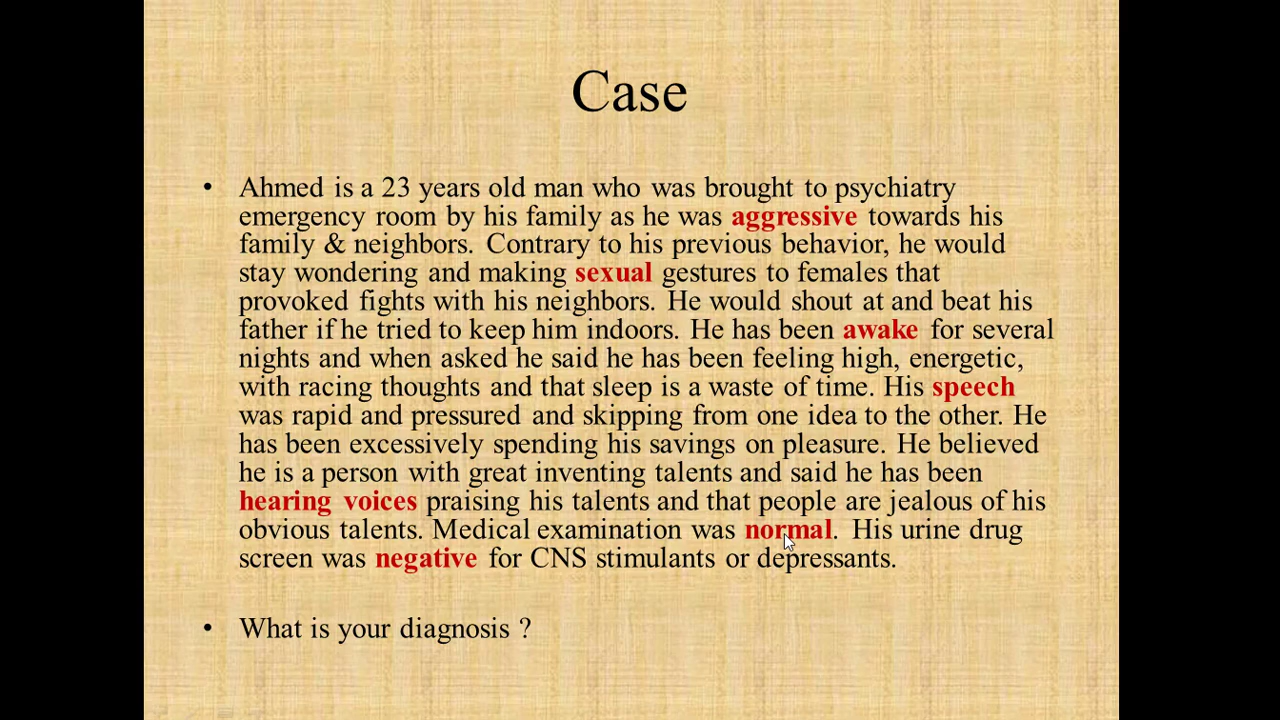 Case
• Ahmed is a 23 years old man who was brought to psychiatry
emergency room by his family as he was aggressive towards his
family & neighbors. Contrary to his previous behavior, he would
stay wondering and making sexual gestures to females that
provoked fights with his neighbors. He would shout at and beat his
father if he tried to keep him indoors. He has been awake for several
nights and when asked he said he has been feeling high, energetic,
with racing thoughts and that sleep is a waste of time. His speech
was rapid and pressured and skipping from one idea to the other. He
has been excessively spending his savings on pleasure. He believed
he is a person with great inventing talents and said he has been
hearing voices praising his talents and that people are jealous of his
obvious talents. Medical examination was normal. His urine drug
screen was negative for CNS stimulants or depressants.
• What is your diagnosis ?